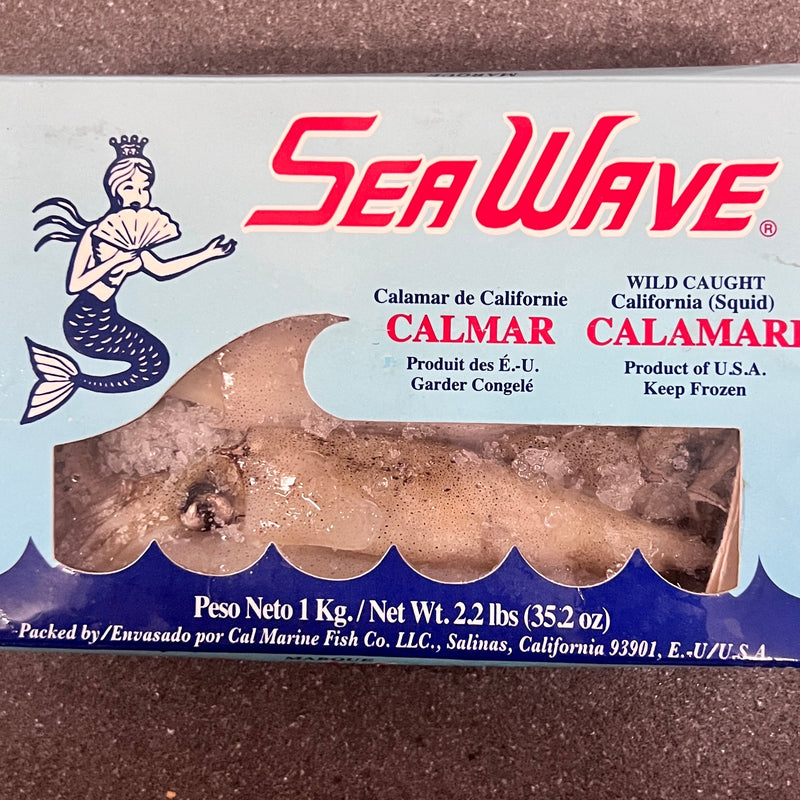 MARQUE
SEA WAVE®
Calamar de Californie
CALMAR
Produit des É.-U.
Garder Congelé
WILD CAUGHT
California (Squid)
CALAMARI
Product of U.S.A.
Keep Frozen
Peso Neto 1 Kg. / Net Wt. 2.2 lbs (35.2 oz)
Packed by/Envasado por Cal Marine Fish Co. LLC., Salinas, California 93901, E.-U/U.S.A.
MARQUE